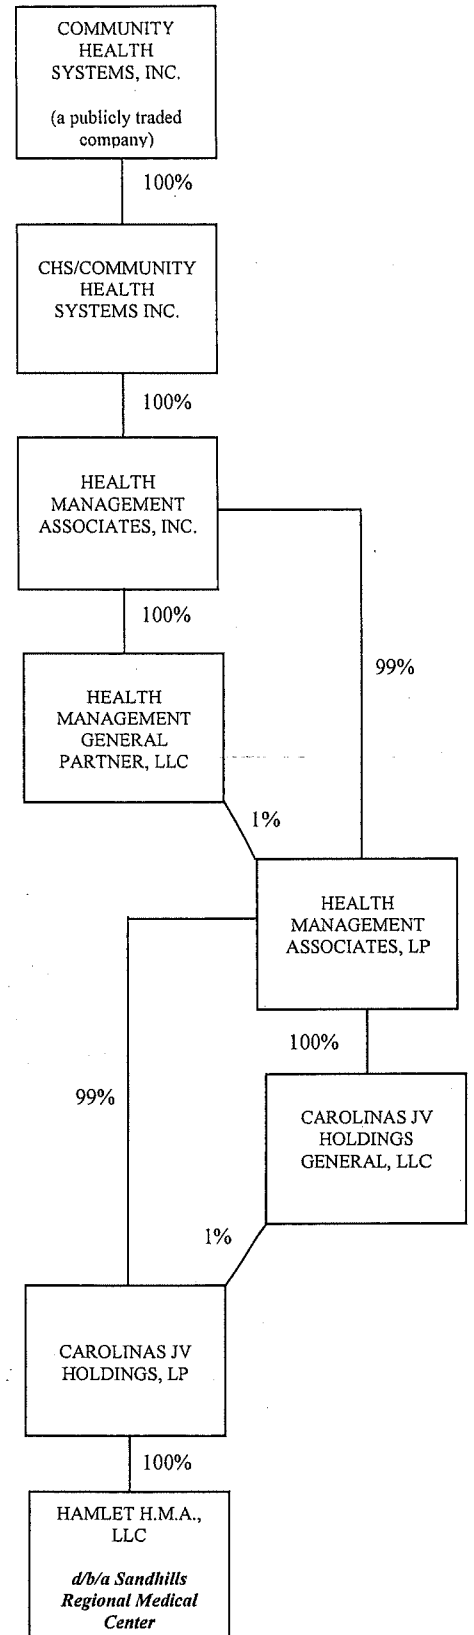 COMMUNITY
HEALTH
SYSTEMS, INC.
(a publicly traded
company)
100%
CHS/COMMUNITY
HEALTH
SYSTEMS INC.
100%
HEALTH
MANAGEMENT
ASSOCIATES, INC.
100%
99%
HEALTH
MANAGEMENT
GENERAL
PARTNER, LLC
1%
HEALTH
MANAGEMENT
ASSOCIATES, LP
100%
99%
CAROLINAS JV
HOLDINGS
GENERAL, LLC
1%
CAROLINAS JV
HOLDINGS, LP
100%
HAMLET H.M.A.,
LLC
d/b/a Sandhills
Regional Medical
Center